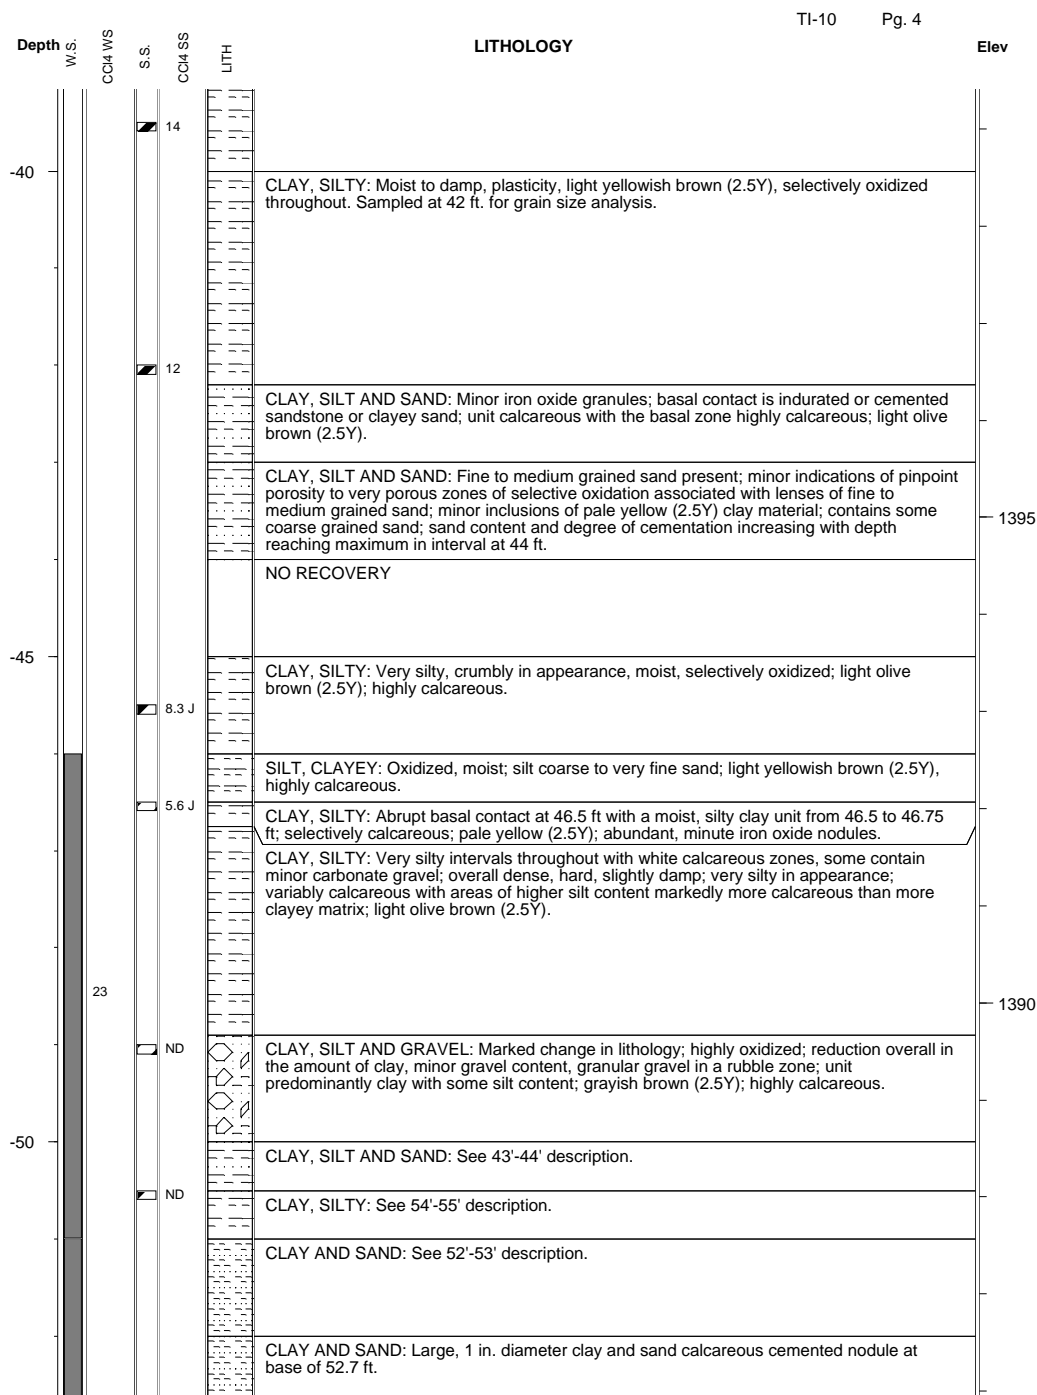 TI-10 Pg. 4
Depth W.S. CCl4 WS S.S. CCl4 SS LITH LITHOLOGY Elev
14
-40
CLAY, SILTY: Moist to damp, plasticity, light yellowish brown (2.5Y), selectively oxidized
throughout. Sampled at 42 ft. for grain size analysis.
12
CLAY, SILT AND SAND: Minor iron oxide granules; basal contact is indurated or cemented
sandstone or clayey sand; unit calcareous with the basal zone highly calcareous; light olive
brown (2.5Y).
CLAY, SILT AND SAND: Fine to medium grained sand present; minor indications of pinpoint
porosity to very porous zones of selective oxidation associated with lenses of fine to
medium grained sand; minor inclusions of pale yellow (2.5Y) clay material; contains some
coarse grained sand; sand content and degree of cementation increasing with depth
reaching maximum in interval at 44 ft.
1395
NO RECOVERY
-45
CLAY, SILTY: Very silty, crumbly in appearance, moist, selectively oxidized; light olive
brown (2.5Y); highly calcareous.
8.3 J
SILT, CLAYEY: Oxidized, moist; silt coarse to very fine sand; light yellowish brown (2.5Y),
highly calcareous.
5.6 J
CLAY, SILTY: Abrupt basal contact at 46.5 ft with a moist, silty clay unit from 46.5 to 46.75
ft; selectively calcareous; pale yellow (2.5Y); abundant, minute iron oxide nodules.
CLAY, SILTY: Very silty intervals throughout with white calcareous zones, some contain
minor carbonate gravel; overall dense, hard, slightly damp; very silty in appearance;
variably calcareous with areas of higher silt content markedly more calcareous than more
clayey matrix; light olive brown (2.5Y).
23
1390
ND
CLAY, SILT AND GRAVEL: Marked change in lithology; highly oxidized; reduction overall in
the amount of clay, minor gravel content, granular gravel in a rubble zone; unit
predominantly clay with some silt content; grayish brown (2.5Y); highly calcareous.
-50
CLAY, SILT AND SAND: See 43'-44' description.
ND
CLAY, SILTY: See 54'-55' description.
CLAY AND SAND: See 52'-53' description.
CLAY AND SAND: Large, 1 in. diameter clay and sand calcareous cemented nodule at
base of 52.7 ft.